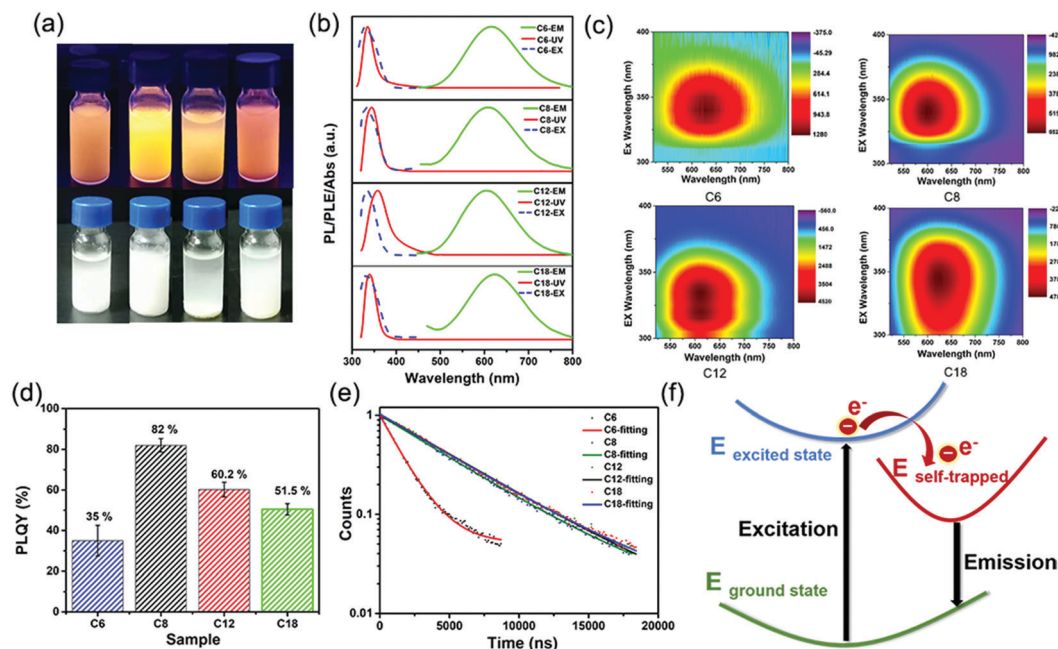 (a)
(b)
C6-EM
C6-UV
C6-EX
C8-EM
C8-UV
C8-EX
C12-EM
C12-UV
C12-EX
C18-EM
C18-UV
C18-EX
PL/PLE/Abs (a.u.)
300 400 500 600 700 800
Wavelength (nm)
(c)
400
350
300
Ex Wavelength (nm)
550 600 650 700 750 800
Wavelength (nm)
C6
-375.0
-45.29
284.4
614.1
943.8
1280
400
350
300
Ex Wavelength (nm)
550 600 650 700 750 800
Wavelength (nm)
C8
400
350
300
Ex Wavelength (nm)
550 600 650 700 750 800
Wavelength (nm)
C12
-560.0
456.0
1472
2488
3504
4520
400
350
300
Ex Wavelength (nm)
550 600 650 700 750 800
Wavelength (nm)
C18
(d)
100
80
60
40
20
0
PLQY (%)
35 %
82 %
60.2 %
51.5 %
C6 C8 C12 C18
Sample
(e)
1
0.1
0.01
Counts
C6
C6-fitting
C8
C8-fitting
C12
C12-fitting
C18
C18-fitting
0 5000 10000 15000 20000
Time (ns)
(f)
e-
e-
E excited state
E self-trapped
Excitation
Emission
E ground state